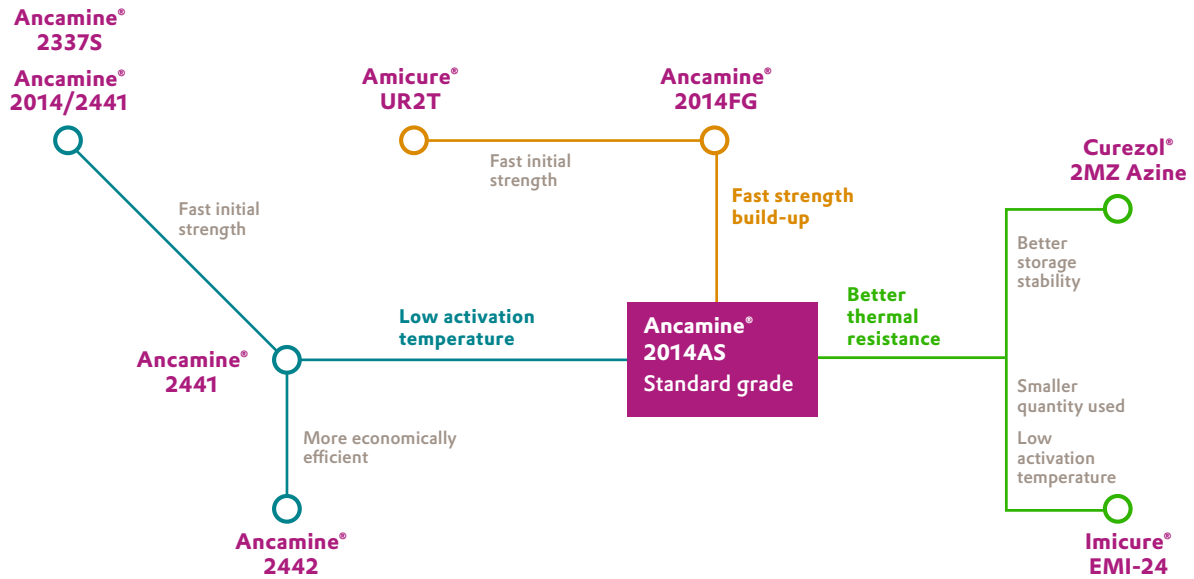 Ancamine®
2337S
Ancamine®
2014/2441
Amicure®
UR2T
Ancamine®
2014FG
Curezol®
2MZ Azine
Fast initial
strength
Fast initial
strength
Fast strength
build-up
Better
storage
stability
Low activation
temperature
Ancamine®
2014AS
Standard grade
Better
thermal
resistance
Ancamine®
2441
Smaller
quantity used
Low
activation
temperature
More economically
efficient
Ancamine®
2442
Imicure®
EMI-24